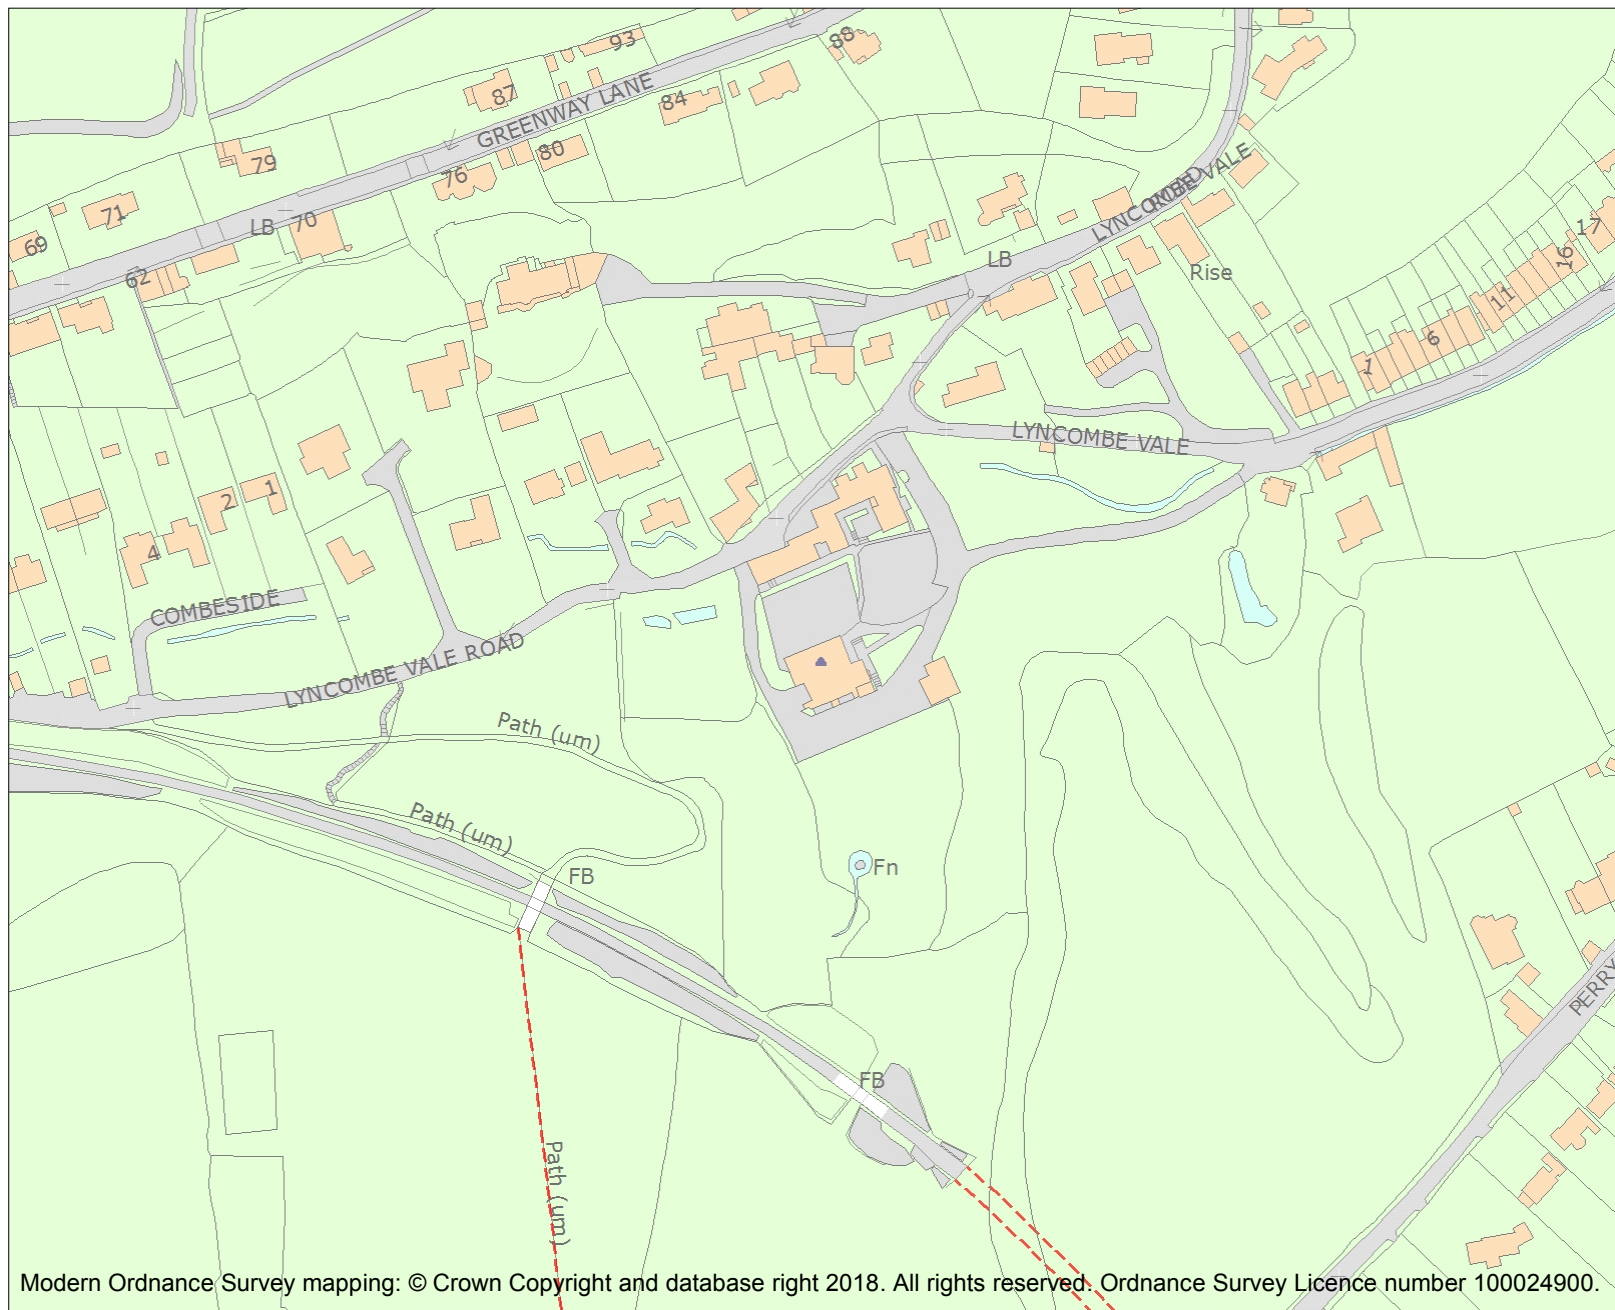 93
88
87
GREENWAY LANE
84
79
80
76
71
70
LB
69
62
LYNCOMBE VALE
ROAD
LB
Rise
17
16
11
6
1
LYNCOMBE VALE
2
1
4
COMBESIDE
LYNCOMBE VALE ROAD
Path (um)
Path (um)
FB
Fn
PERRY
FB
Path (um)
Modern Ordnance Survey mapping: © Crown Copyright and database right 2018. All rights reserved. Ordnance Survey Licence number 100024900.